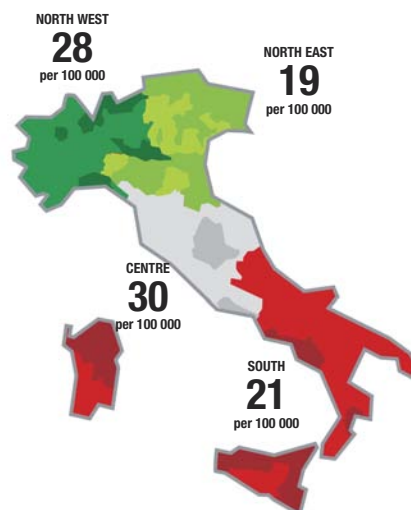 NORTH WEST
28
per 100 000
NORTH EAST
19
per 100 000
CENTRE
30
per 100 000
SOUTH
21
per 100 000